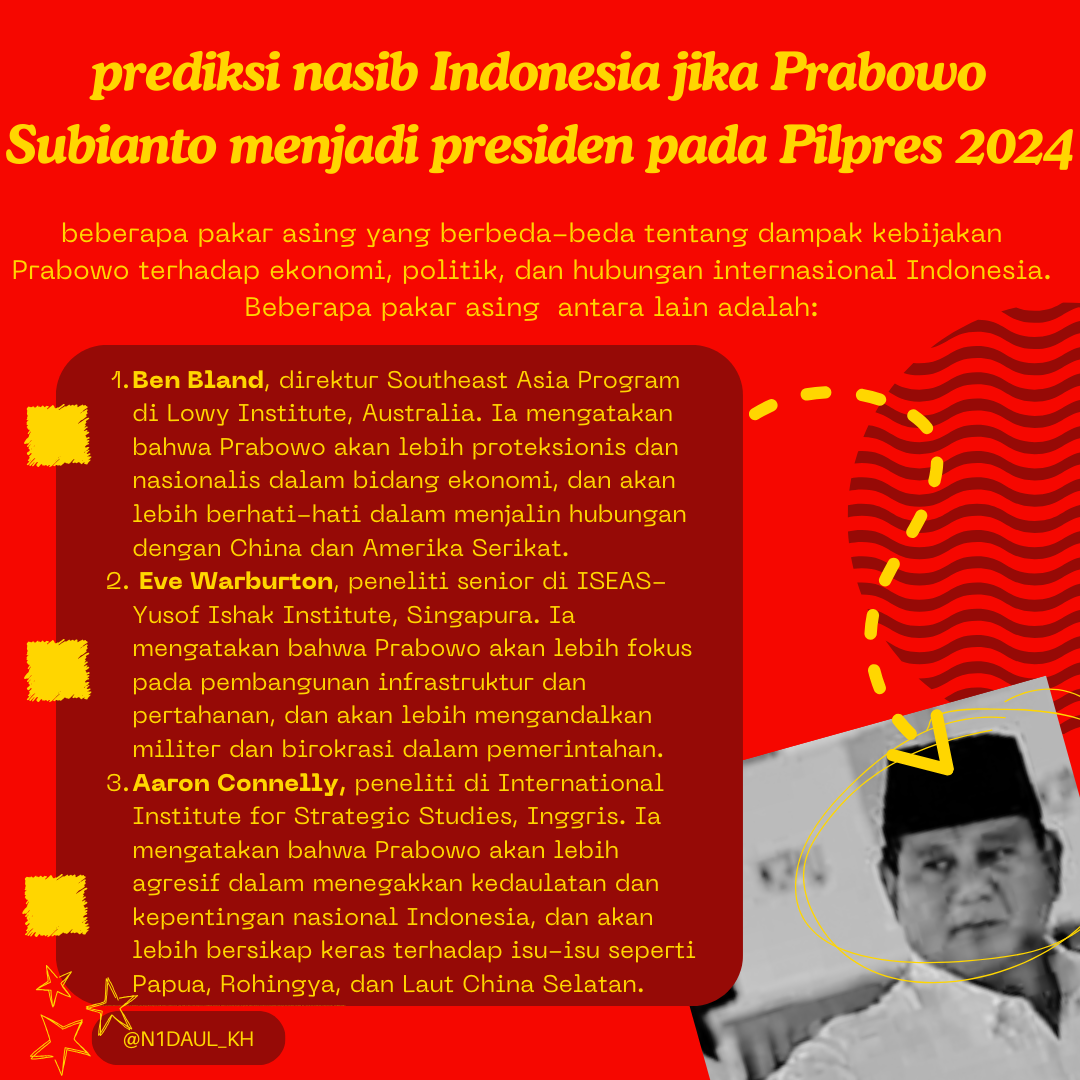 prediksi nasib Indonesia jika Prabowo
Subianto menjadi presiden pada Pilpres 2024
beberapa pakar asing yang berbeda-beda tentang dampak kebijakan
Prabowo terhadap ekonomi, politik, dan hubungan internasional Indonesia.
Beberapa pakar asing antara lain adalah:
1. Ben Bland, direktur Southeast Asia Program
di Lowy Institute, Australia. Ia mengatakan
bahwa Prabowo akan lebih proteksionis dan
nasionalis dalam bidang ekonomi, dan akan
lebih berhati-hati dalam menjalin hubungan
dengan China dan Amerika Serikat.
2. Eve Warburton, peneliti senior di ISEAS-
Yusof Ishak Institute, Singapura. Ia
mengatakan bahwa Prabowo akan lebih fokus
pada pembangunan infrastruktur dan
pertahanan, dan akan lebih mengandalkan
militer dan birokrasi dalam pemerintahan.
3. Aaron Connelly, peneliti di International
Institute for Strategic Studies, Inggris. Ia
mengatakan bahwa Prabowo akan lebih
agresif dalam menegakkan kedaulatan dan
kepentingan nasional Indonesia, dan akan
lebih bersikap keras terhadap isu-isu seperti
Papua, Rohingya, dan Laut China Selatan.
@N1DAUL_KH